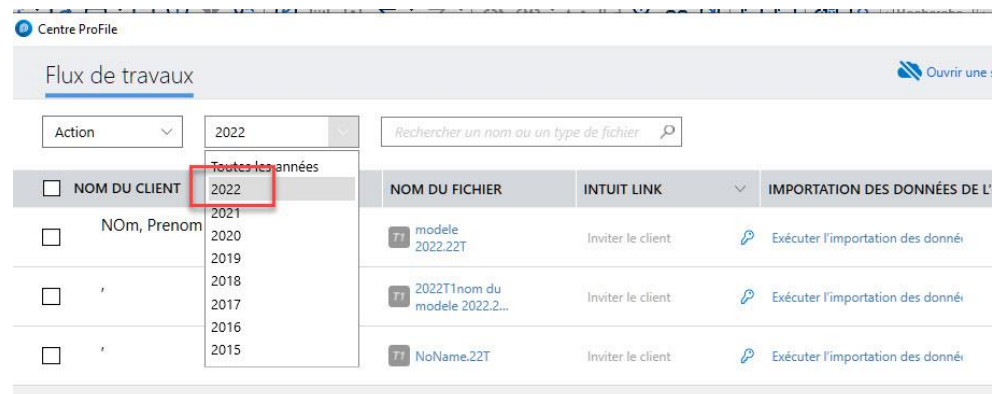 Centre ProFile
Flux de travaux
Ouvrir une s
Action
2022
Rechercher un nom ou un type de fichier
Toutes les années
2022
2021
2020
2019
2018
2017
2016
2015
NOM DU CLIENT
NOM DU FICHIER
INTUIT LINK
IMPORTATION DES DONNÉES DE L'
NOm, Prenom
T1
modele
2022.22T
Inviter le client
Exécuter l'importation des donné
,
T1
2022T1nom du
modele 2022.2...
Inviter le client
Exécuter l'importation des donné
,
T1
NoName.22T
Inviter le client
Exécuter l'importation des donné